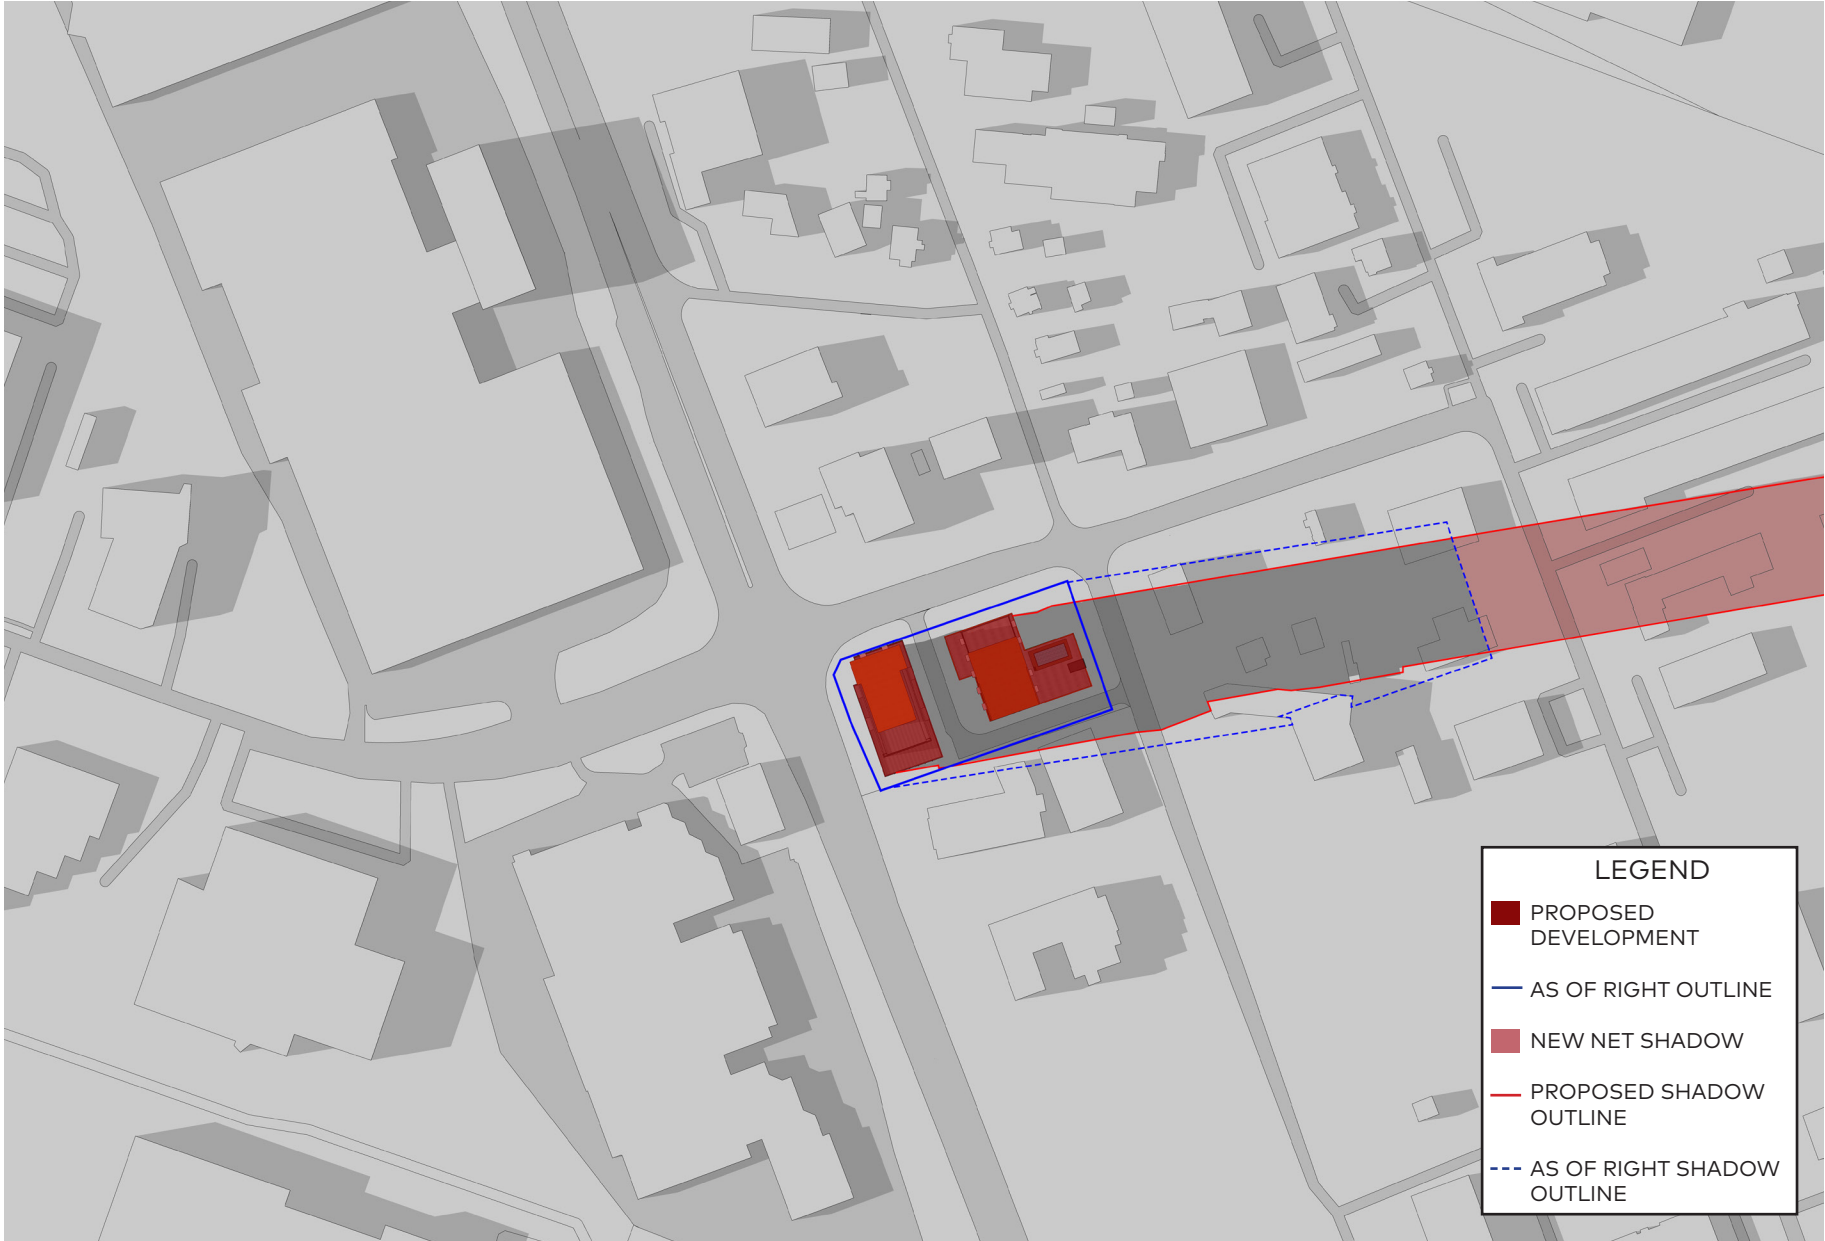 LEGEND
PROPOSED
DEVELOPMENT
AS OF RIGHT OUTLINE
NEW NET SHADOW
PROPOSED SHADOW
OUTLINE
AS OF RIGHT SHADOW
OUTLINE